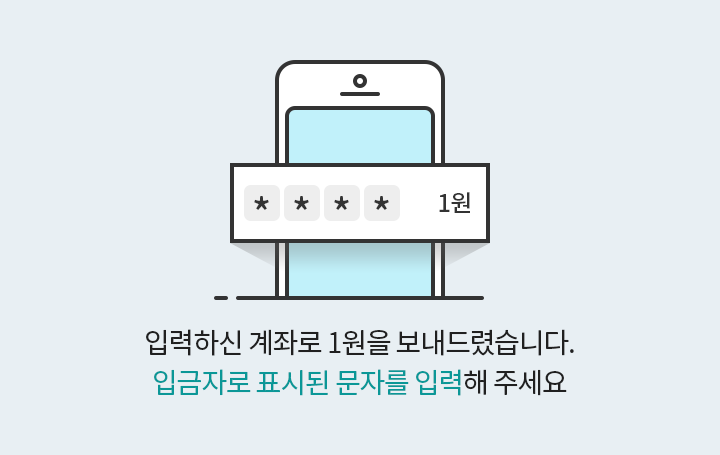 **** 1원
입력하신 계좌로 1원을 보내드렸습니다.
입금자로 표시된 문자를 입력해 주세요